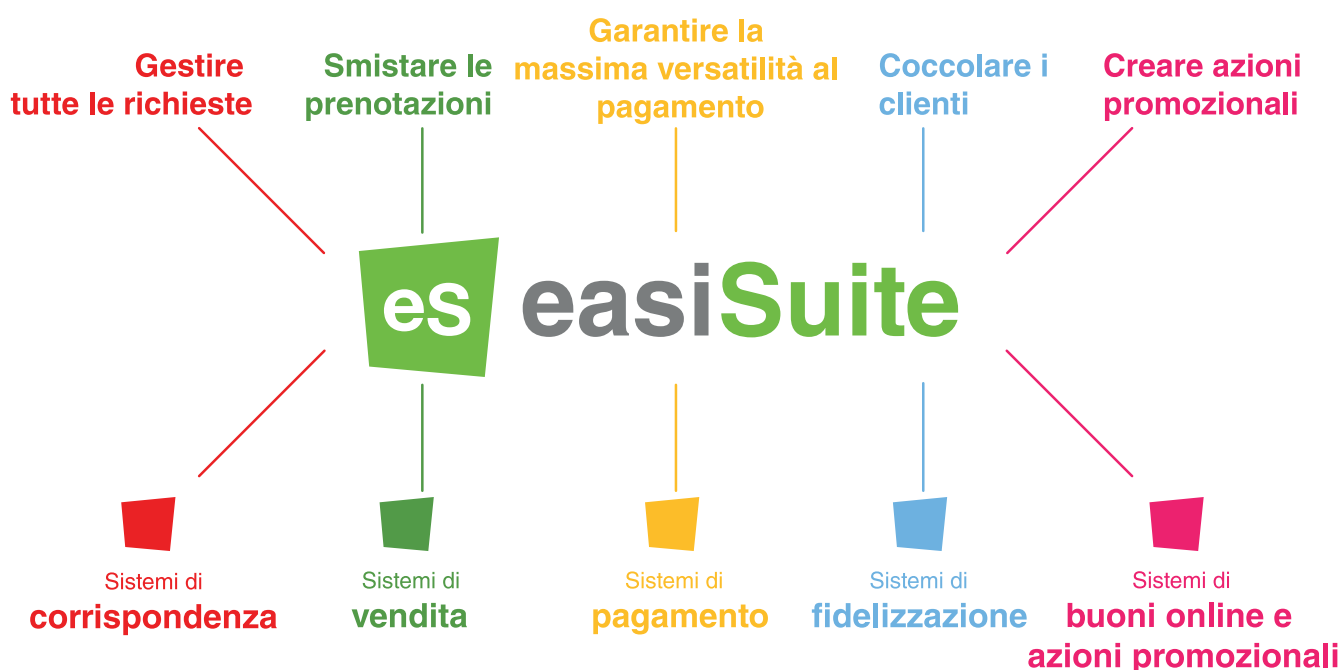 Gestire
tutte le richieste
Smistare le
prenotazioni
Garantire la
massima versatilità al
pagamento
Coccolare i
clienti
Creare azioni
promozionali
eS easiSuite
Sistemi di
corrispondenza
Sistemi di
vendita
Sistemi di
pagamento
Sistemi di
fidelizzazione
Sistemi di
buoni online e
azioni promozionali